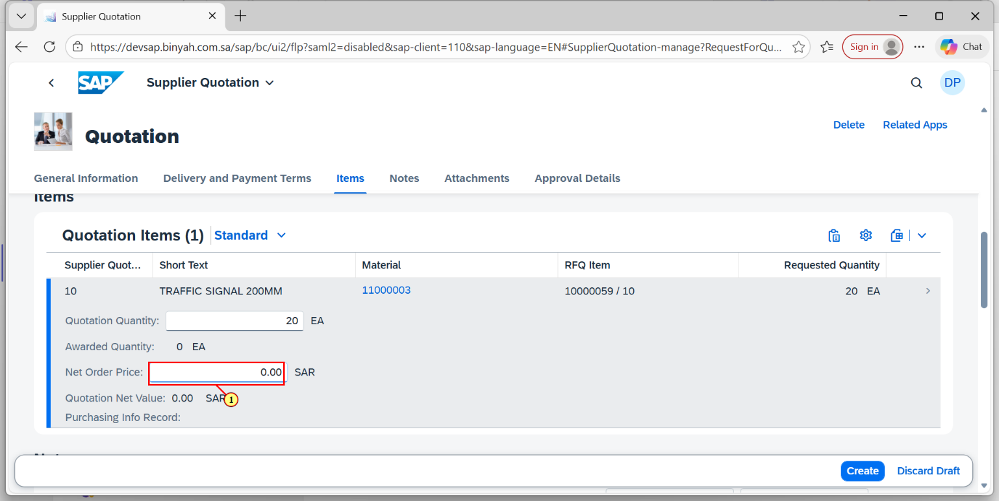 Supplier Quotation
https://devsap.binyah.com.sa/sap/bc/ui2/flp?saml2=disabled&sap-client=110&sap-language=EN#SupplierQuotation-manage?RequestForQu...
Sign in
Chat
SAP
Supplier Quotation
DP
Quotation
Delete
Related Apps
General Information
Delivery and Payment Terms
Items
Notes
Attachments
Approval Details
Items
Quotation Items (1)
Standard
Supplier Quot... Short Text Material RFQ Item Requested Quantity
10 TRAFFIC SIGNAL 200MM 11000003 10000059 / 10 20 EA
Quotation Quantity: 20 EA
Awarded Quantity: 0 EA
Net Order Price: 0.00 SAR
Quotation Net Value: 0.00 SAR
1
Purchasing Info Record:
Create
Discard Draft